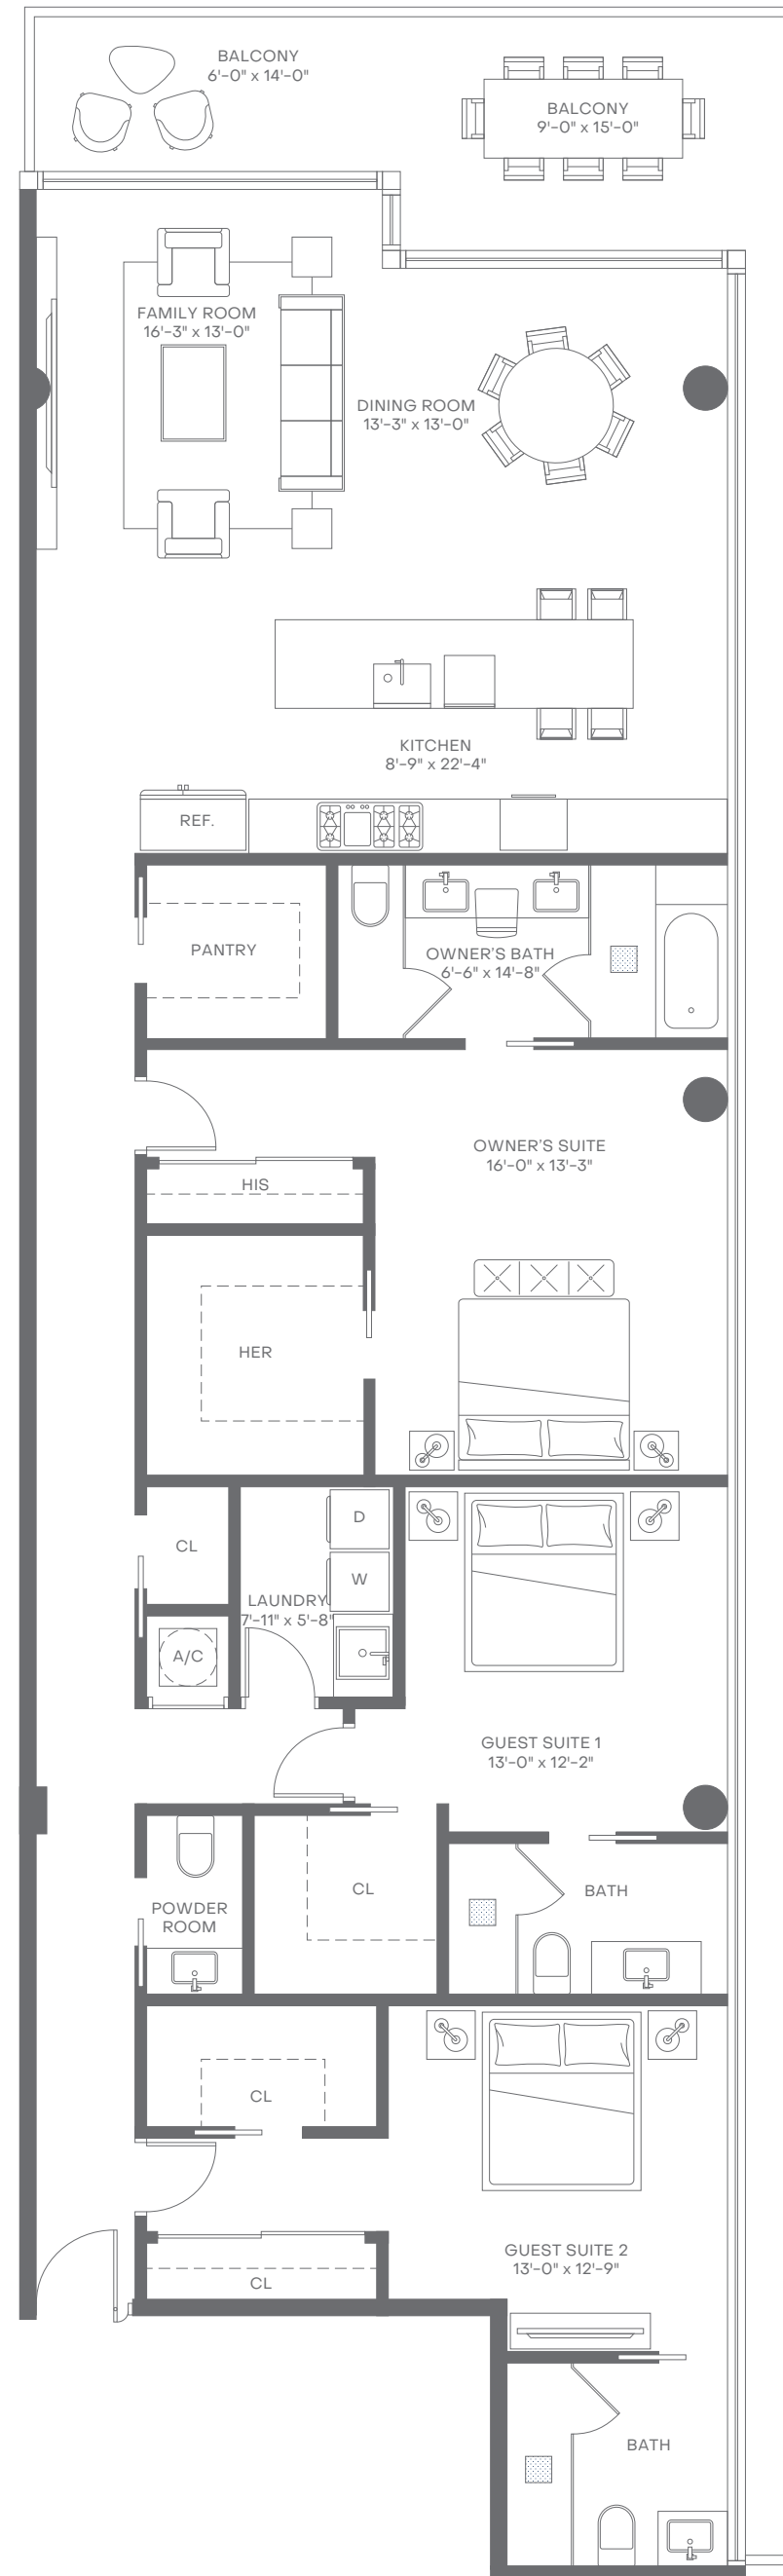 BALCONY
6'-0" x 14'-0"
BALCONY
9'-0" x 15'-0"
FAMILY ROOM
16'-3" x 13'-0"
DINING ROOM
13'-3" x 13'-0"
KITCHEN
8'-9" x 22'-4"
REF.
PANTRY
OWNER'S BATH
6'-6" x 14'-8"
OWNER'S SUITE
16'-0" x 13'-3"
HIS
HER
CL
D
W
LAUNDRY
7'-11" x 5'-8"
A/C
GUEST SUITE 1
13'-0" x 12'-2"
CL
BATH
POWDER
ROOM
CL
GUEST SUITE 2
13'-0" x 12'-9"
CL
BATH